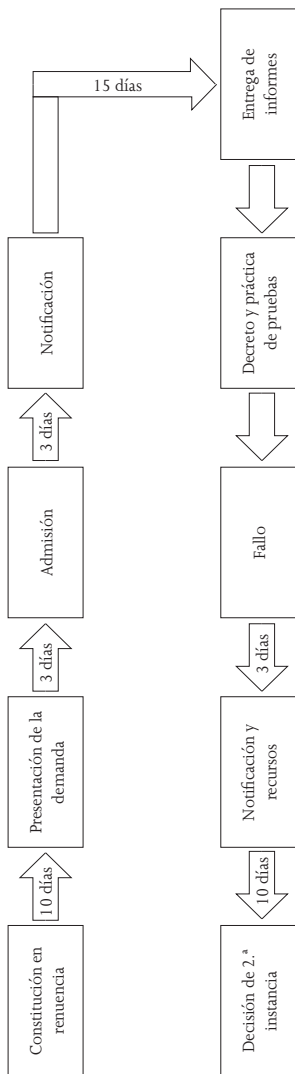 Constitución en
renuencia
10 días
Presentación de la
demanda
3 días
Admisión
3 días
Notificación
15 días
Entrega de
informes
Decreto y práctica
de pruebas
Fallo
3 días
Notificación y
recursos
10 días
Decisión de 2.ª
instancia